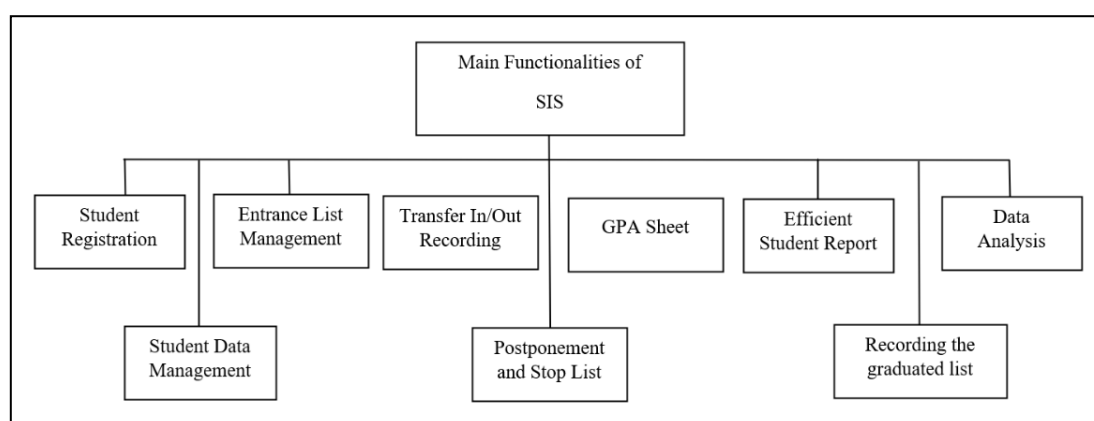 Main Functionalities of
SIS
Student
Registration
Entrance List
Management
Transfer In/Out
Recording
GPA Sheet
Efficient
Student Report
Data
Analysis
Student Data
Management
Postponement
and Stop List
Recording the
graduated list